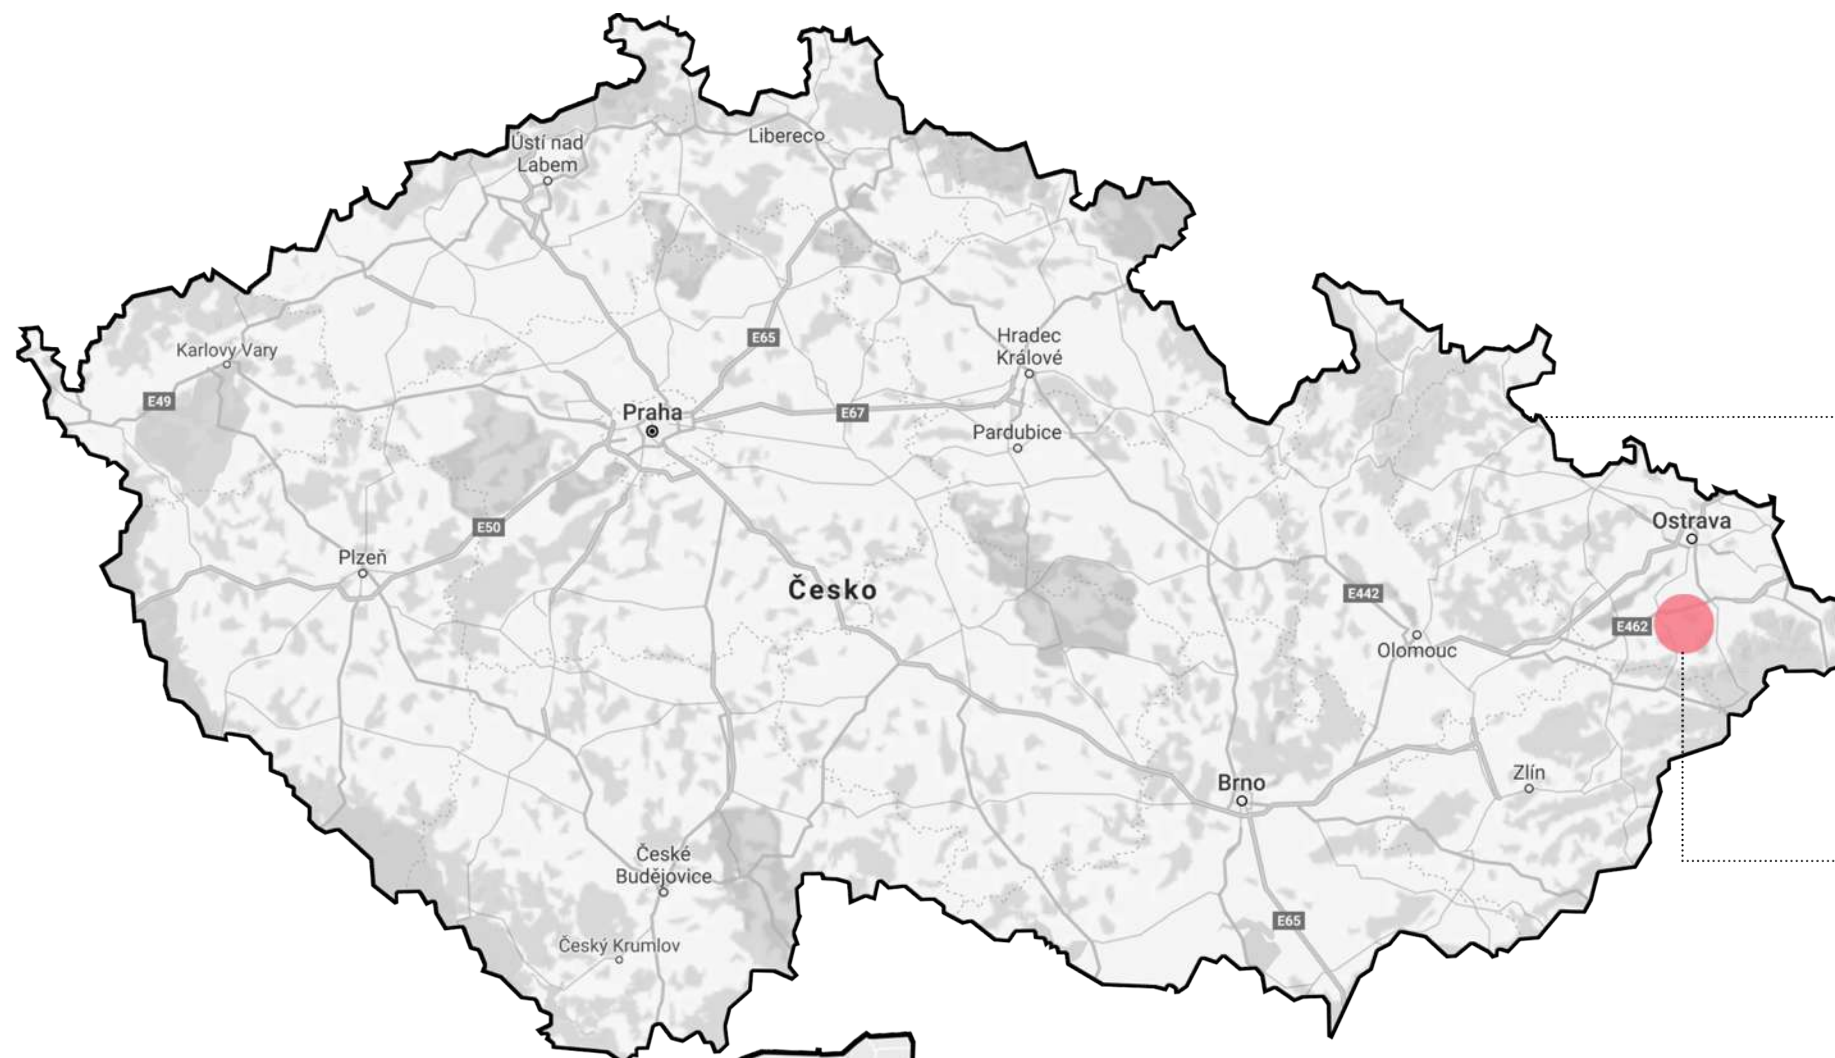 Ústí nad
Labem
Liberec
Karlovy Vary
E65
Hradec
Králové
E49
Praha
E67
Pardubice
E50
Plzeň
Ostrava
Česko
E442
E462
Olomouc
Zlín
Brno
České
Budějovice
E65
Český Krumlov